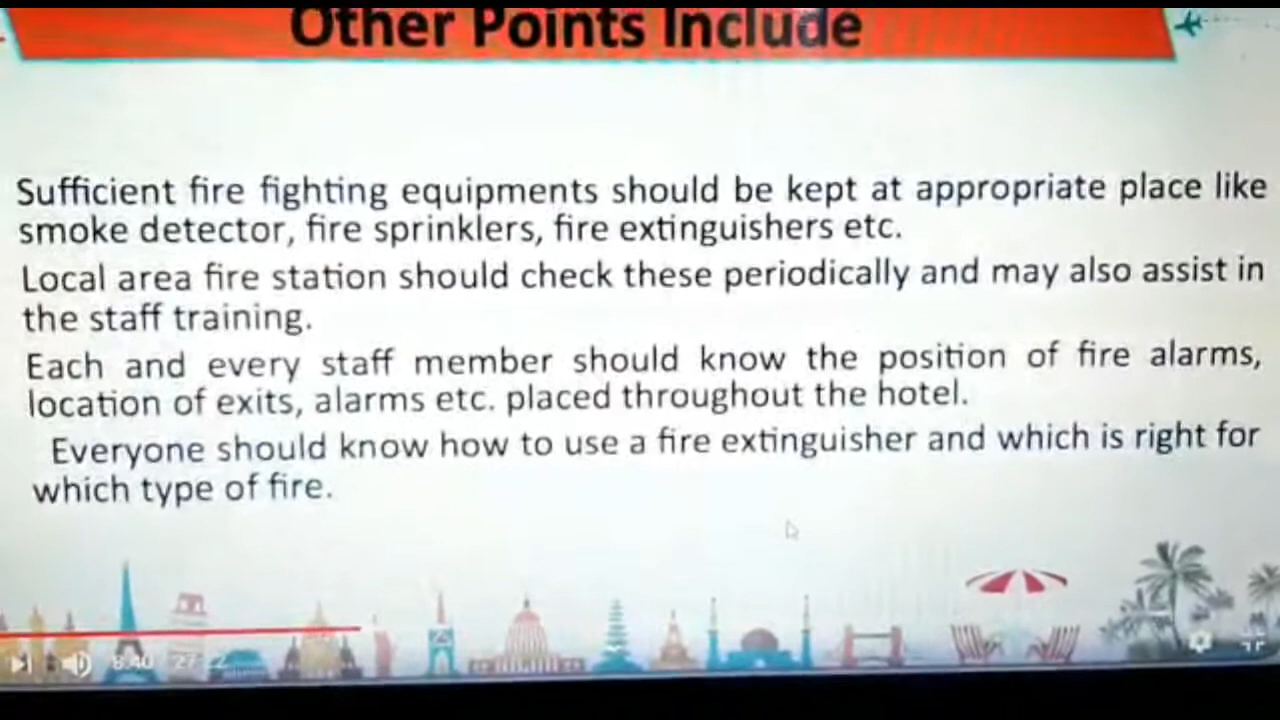 Other Points Include
Sufficient fire fighting equipments should be kept at appropriate place like
smoke detector, fire sprinklers, fire extinguishers etc.
Local area fire station should check these periodically and may also assist in
the staff training.
Each and every staff member should know the position of fire alarms,
location of exits, alarms etc. placed throughout the hotel.
Everyone should know how to use a fire extinguisher and which is right for
which type of fire.
8:40